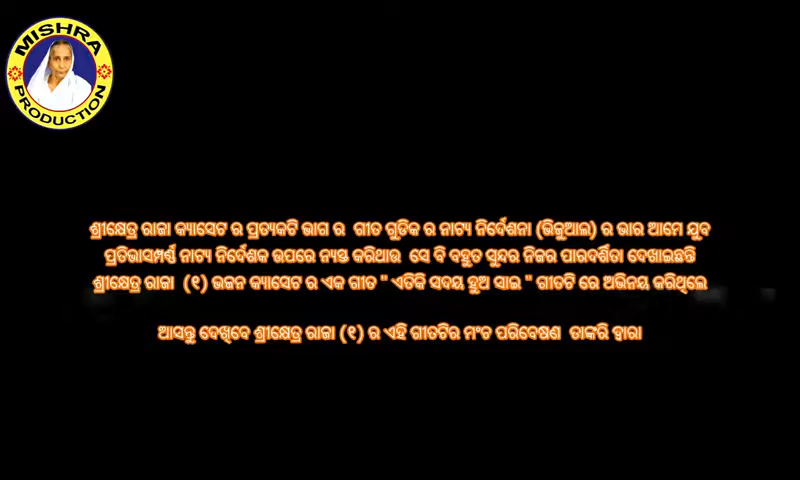 MISHRA
PRODUCTION
ଶ୍ରୀକ୍ଷେତ୍ର ରାଜା କ୍ୟାସେଟ ର ପ୍ରତ୍ୟକଟି ଭାଗ ର ଗୀତ ଗୁଡିକ ର ନାଟ୍ୟ ନିର୍ଦେଶନା (ଭିଜୁଆଲ) ର ଭାର ଆମେ ଯୁବ
ପ୍ରତିଭାସମ୍ପର୍ଣ୍ଣ ନାଟ୍ୟ ନିର୍ଦେଶକ ଉପରେ ନ୍ୟସ୍ତ କରିଥାଉ ସେ ବି ବହୁତ ସୁନ୍ଦର ନିଜର ପାରଦର୍ଶିତା ଦେଖାଇଛନ୍ତି
ଶ୍ରୀକ୍ଷେତ୍ର ରାଜା (୧) ଭଜନ କ୍ୟାସେଟ ର ଏକ ଗୀତ " ଏତିକି ସଦୟ ହୁଅ ସାଇ " ଗୀତଟି ରେ ଅଭିନୟ କରିଥିଲେ
ଆସନ୍ତୁ ଦେଖିବେ ଶ୍ରୀକ୍ଷେତ୍ର ରାଜା (୧) ର ଏହି ଗୀତଟିର ମଂଚ ପରିବେଷଣ ତାଙ୍କରି ଦ୍ୱାରା